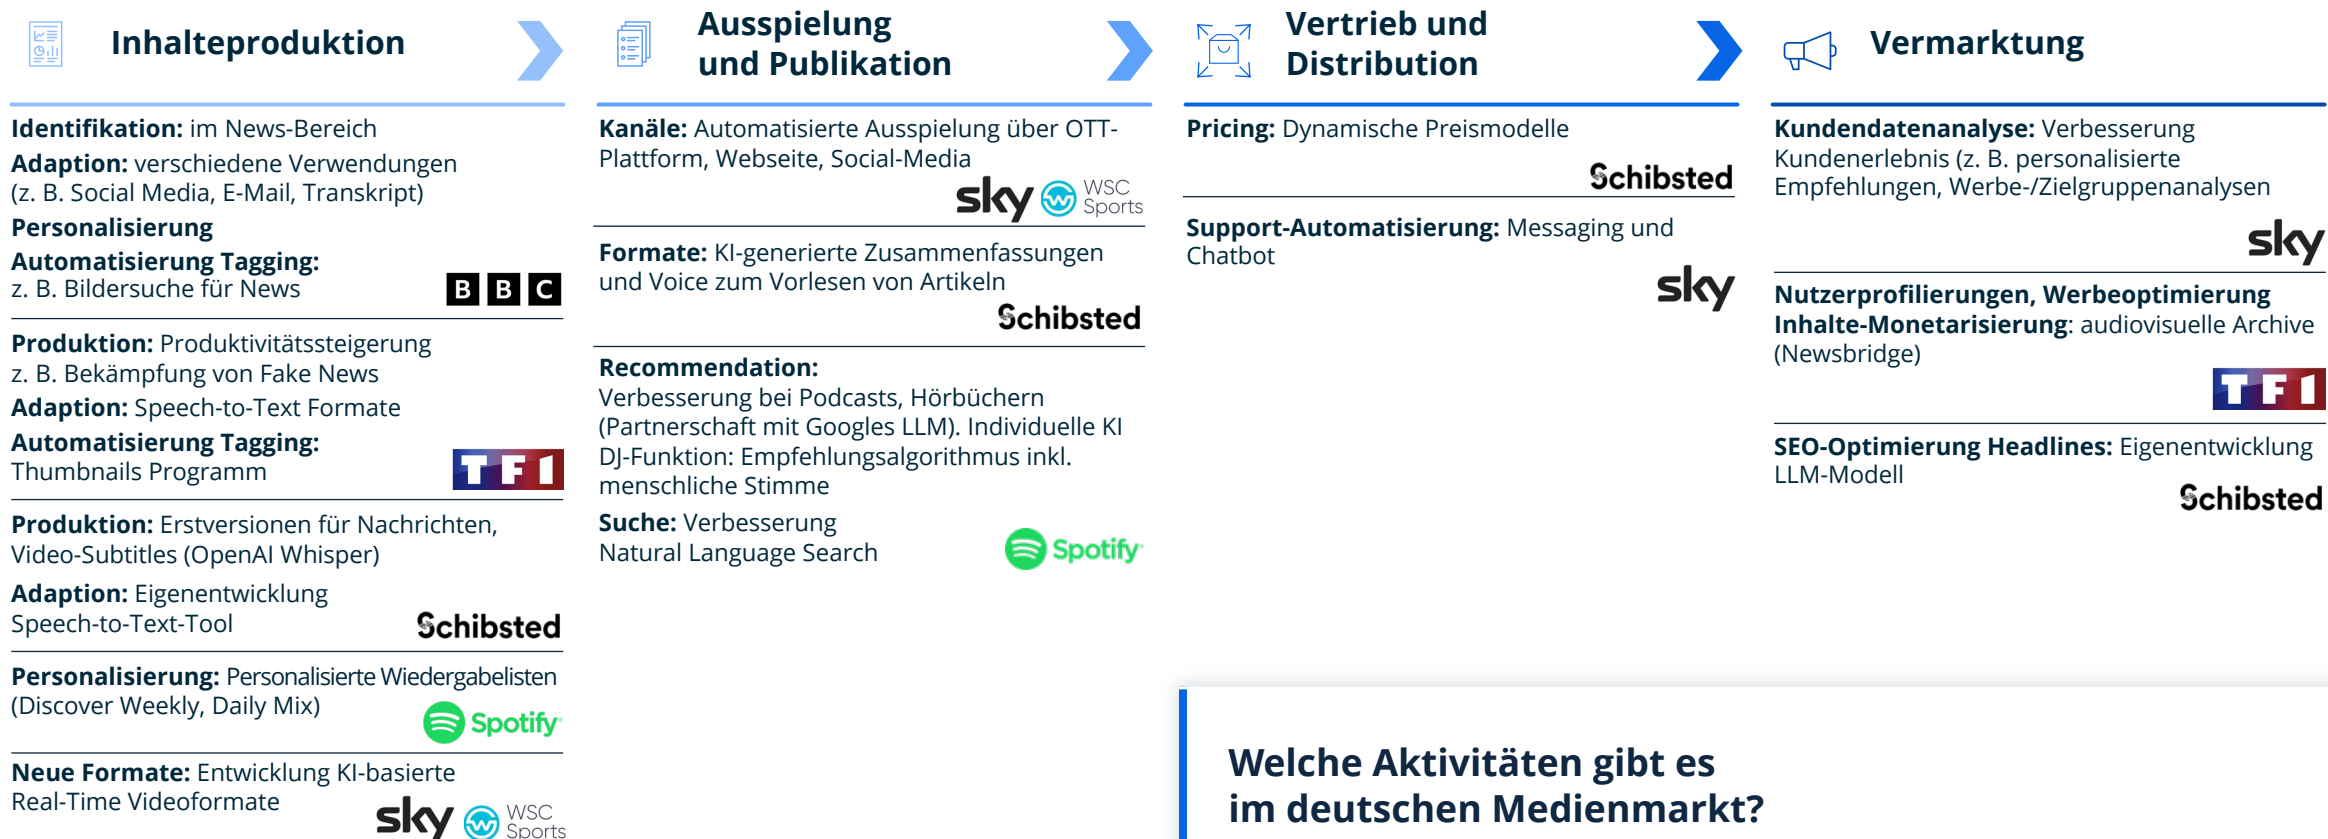 Inhalteproduktion
Identifikation: im News-Bereich
Adaption: verschiedene Verwendungen
(z. B. Social Media, E-Mail, Transkript)
Personalisierung
Automatisierung Tagging:
z. B. Bildersuche für News
BBC
Produktion: Produktivitätssteigerung
z. B. Bekämpfung von Fake News
Adaption: Speech-to-Text Formate
Automatisierung Tagging:
Thumbnails Programm
TF1
Produktion: Erstversionen für Nachrichten,
Video-Subtitles (OpenAI Whisper)
Adaption: Eigenentwicklung
Speech-to-Text-Tool
Schibsted
Personalisierung: Personalisierte Wiedergabelisten
(Discover Weekly, Daily Mix)
Spotify
Neue Formate: Entwicklung KI-basierte
Real-Time Videoformate
sky WSC Sports
Ausspielung
und Publikation
Kanäle: Automatisierte Ausspielung über OTT-
Plattform, Webseite, Social-Media
sky WSC Sports
Formate: KI-generierte Zusammenfassungen
und Voice zum Vorlesen von Artikeln
Schibsted
Recommendation:
Verbesserung bei Podcasts, Hörbüchern
(Partnerschaft mit Googles LLM). Individuelle KI
DJ-Funktion: Empfehlungsalgorithmus inkl.
menschliche Stimme
Suche: Verbesserung
Natural Language Search
Spotify
Vertrieb und
Distribution
Pricing: Dynamische Preismodelle
Schibsted
Support-Automatisierung: Messaging und
Chatbot
sky
Vermarktung
Kundendatenanalyse: Verbesserung
Kundenerlebnis (z. B. personalisierte
Empfehlungen, Werbe-/Zielgruppenanalysen
sky
Nutzerprofilierungen, Werbeoptimierung
Inhalte-Monetarisierung: audiovisuelle Archive
(Newsbridge)
TF1
SEO-Optimierung Headlines: Eigenentwicklung
LLM-Modell
Schibsted
Welche Aktivitäten gibt es
im deutschen Medienmarkt?